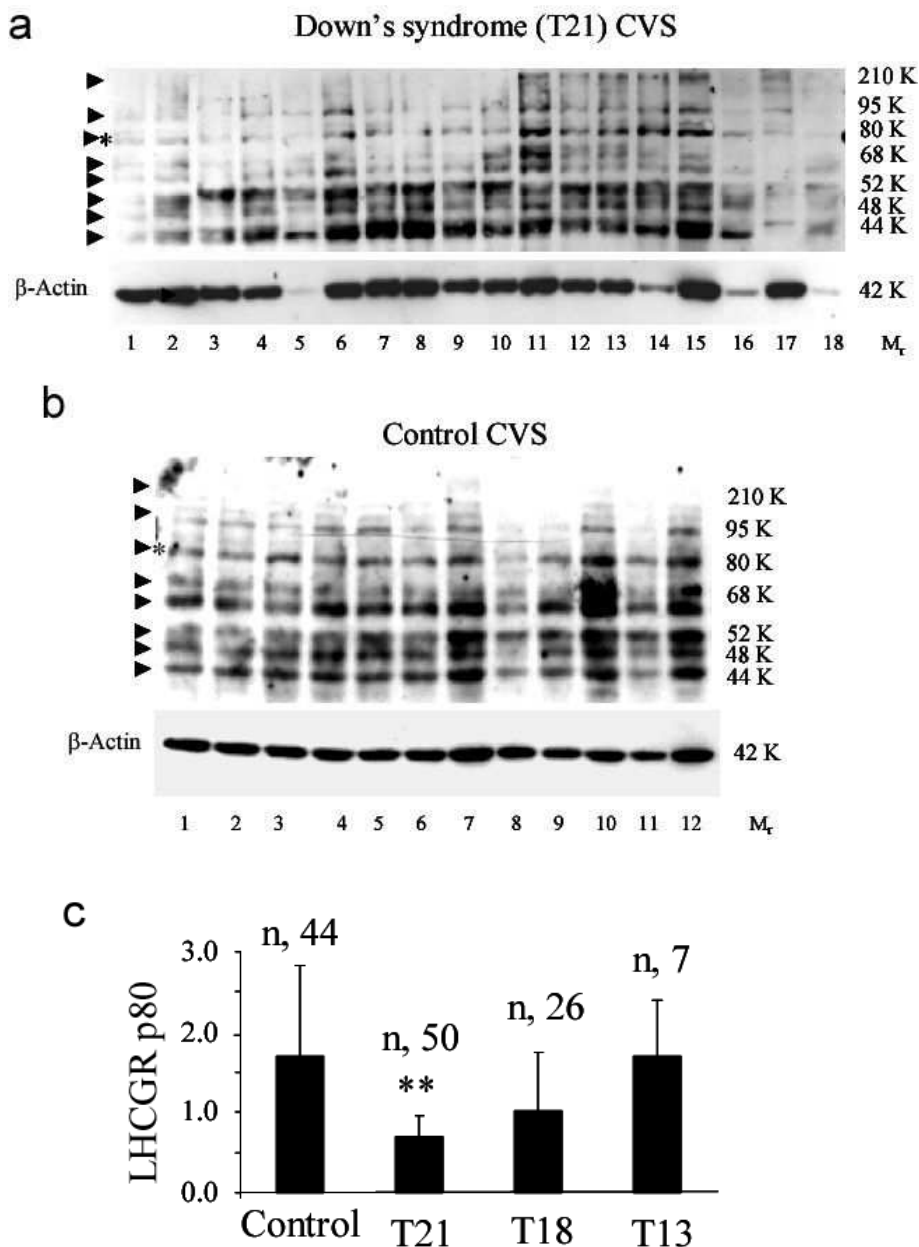 a
Down's syndrome (T21) CVS
*
210 K
95 K
80 K
68 K
52 K
48 K
44 K
β-Actin
42 K
1 2 3 4 5 6 7 8 9 10 11 12 13 14 15 16 17 18 Mr
b
Control CVS
*
210 K
95 K
80 K
68 K
52 K
48 K
44 K
β-Actin
42 K
1 2 3 4 5 6 7 8 9 10 11 12 Mr
c
LHCGR p80
3.0
2.0
1.0
0.0
n, 44
n, 50
**
n, 26
n, 7
Control T21 T18 T13